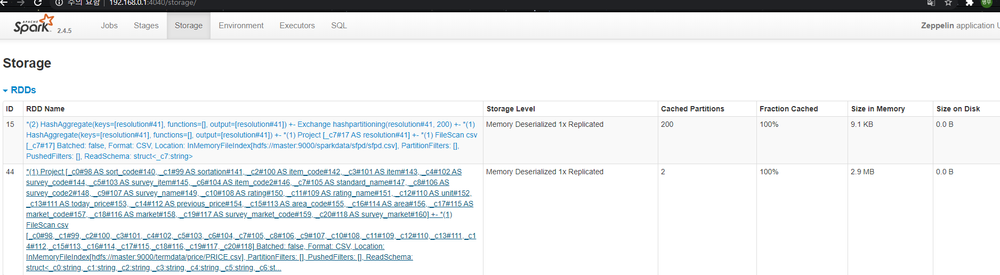 주의 요함 | 192.168.0.1:4040/storage/
병무
APACHE
Spark 2.4.5 Jobs Stages Storage Environment Executors SQL Zeppelin application U
Storage
RDDs
ID RDD Name Storage Level Cached Partitions Fraction Cached Size in Memory Size on Disk
15 *(2) HashAggregate(keys=[resolution#41], functions=[], output=[resolution#41]) +- Exchange hashpartitioning(resolution#41, 200) +- *(1) Memory Deserialized 1x Replicated 200 100% 9.1 KB 0.0 B
HashAggregate(keys=[resolution#41], functions=[], output=[resolution#41]) +- *(1) Project [_c7#17 AS resolution#41] +- *(1) FileScan csv
[_c7#17] Batched: false, Format: CSV, Location: InMemoryFileIndex[hdfs://master:9000/sparkdata/sfpd/sfpd.csv], PartitionFilters: [],
PushedFilters: [], ReadSchema: struct<_c7:string>
44 *(1) Project [_c0#98 AS sort_code#140, _c1#99 AS sortation#141, _c2#100 AS item_code#142, _c3#101 AS item#143, _c4#102 AS Memory Deserialized 1x Replicated 2 100% 2.9 MB 0.0 B
survey_code#144, _c5#103 AS survey_item#145, _c6#104 AS item_code2#146, _c7#105 AS standard_name#147, _c8#106 AS
survey_code2#148, _c9#107 AS survey_name#149, _c10#108 AS rating#150, _c11#109 AS rating_name#151, _c12#110 AS unit#152,
_c13#111 AS today_price#153, _c14#112 AS previous_price#154, _c15#113 AS area_code#155, _c16#114 AS area#156, _c17#115 AS
market_code#157, _c18#116 AS market#158, _c19#117 AS survey_market_code#159, _c20#118 AS survey_market#160] +- *(1)
FileScan csv
[_c0#98,_c1#99,_c2#100,_c3#101,_c4#102,_c5#103,_c6#104,_c7#105,_c8#106,_c9#107,_c10#108,_c11#109,_c12#110,_c13#111,_c1
4#112,_c15#113,_c16#114,_c17#115,_c18#116,_c19#117,_c20#118] Batched: false, Format: CSV, Location:
InMemoryFileIndex[hdfs://master:9000/termdata/price/PRICE.csv], PartitionFilters: [], PushedFilters: [], ReadSchema:
struct<_c0:string,_c1:string,_c2:string,_c3:string,_c4:string,_c5:string,_c6:st...